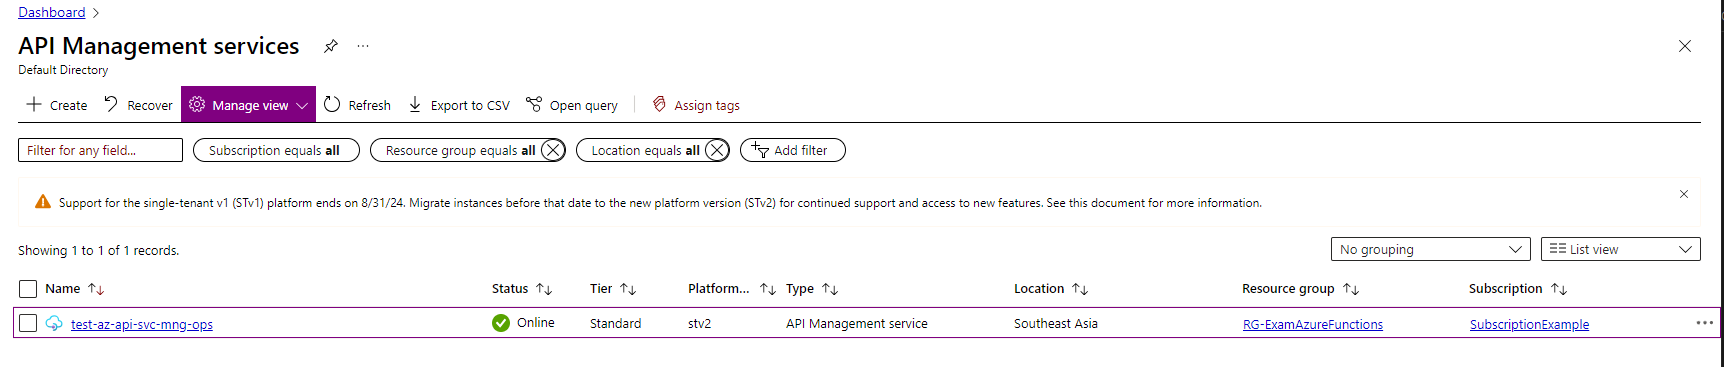 Dashboard >
API Management services
Default Directory
Create Recover Manage view Refresh Export to CSV Open query Assign tags
Filter for any field... Subscription equals all Resource group equals all Location equals all Add filter
Support for the single-tenant v1 (STv1) platform ends on 8/31/24. Migrate instances before that date to the new platform version (STv2) for continued support and access to new features. See this document for more information.
Showing 1 to 1 of 1 records. No grouping List view
Name Status Tier Platform... Type Location Resource group Subscription
test-az-api-svc-mng-ops Online Standard stv2 API Management service Southeast Asia RG-ExamAzureFunctions SubscriptionExample